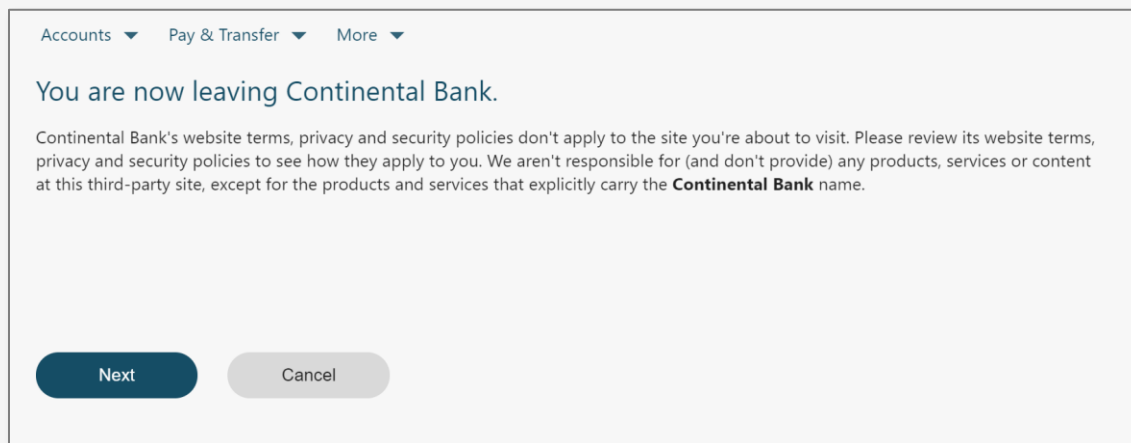 Accounts Pay & Transfer More
You are now leaving Continental Bank.
Continental Bank's website terms, privacy and security policies don't apply to the site you're about to visit. Please review its website terms,
privacy and security policies to see how they apply to you. We aren't responsible for (and don't provide) any products, services or content
at this third-party site, except for the products and services that explicitly carry the Continental Bank name.
Next Cancel